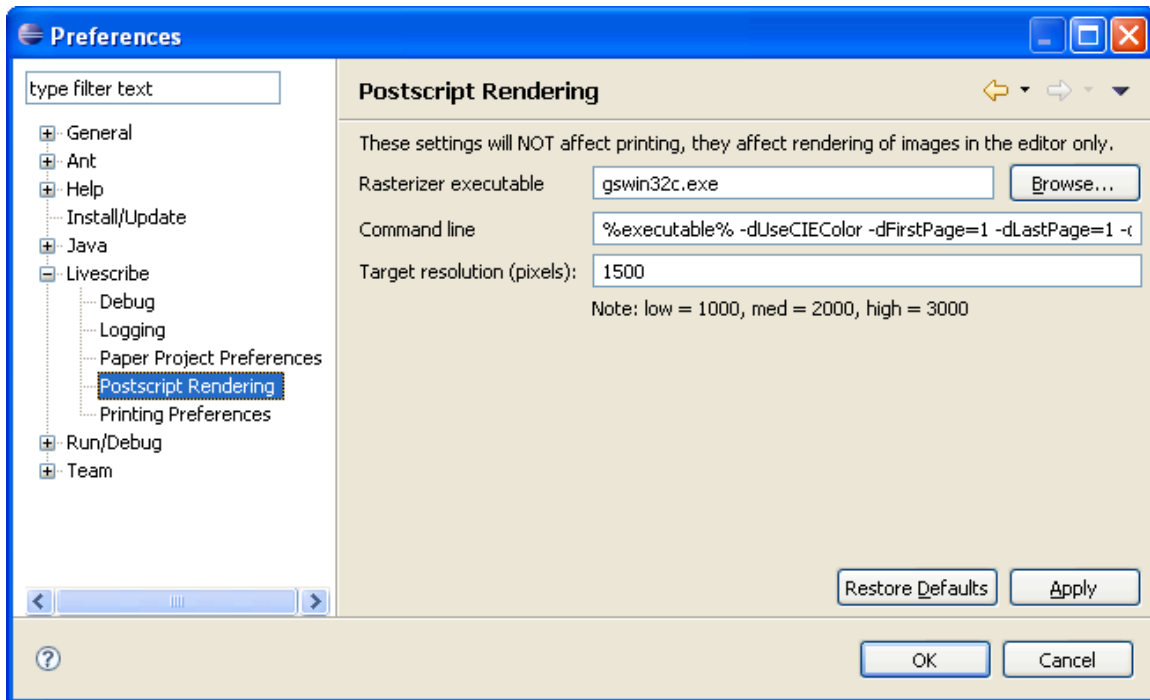 Preferences
type filter text
General
Ant
Help
Install/Update
Java
Livescribe
Debug
Logging
Paper Project Preferences
Postscript Rendering
Printing Preferences
Run/Debug
Team
Postscript Rendering
These settings will NOT affect printing, they affect rendering of images in the editor only.
Rasterizer executable gswin32c.exe Browse...
Command line %executable% -dUseCIEColor -dFirstPage=1 -dLastPage=1 -
Target resolution (pixels): 1500
Note: low = 1000, med = 2000, high = 3000
Restore Defaults Apply
OK Cancel